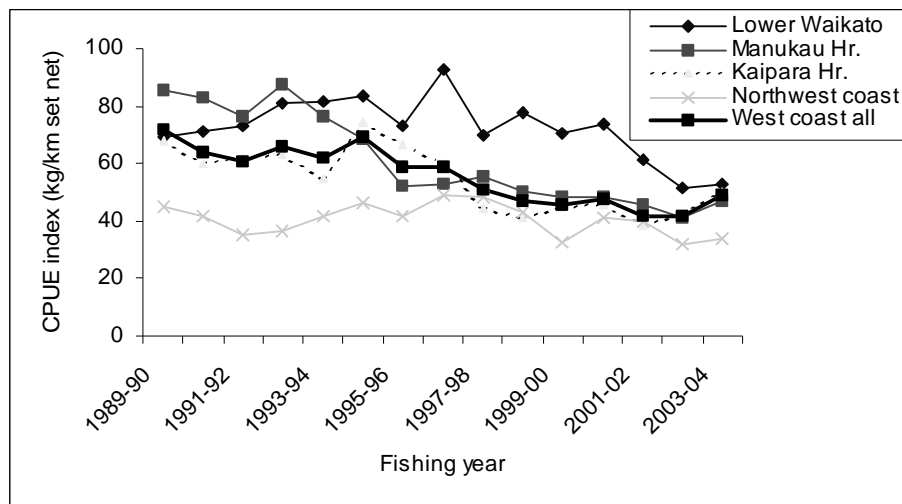 Lower Waikato
Manukau Hr.
Kaipara Hr.
Northwest coast
West coast all
100
80
60
40
20
0
CPUE index (kg/km set net)
1989-90
1991-92
1993-94
1995-96
1997-98
1999-00
2001-02
2003-04
Fishing year